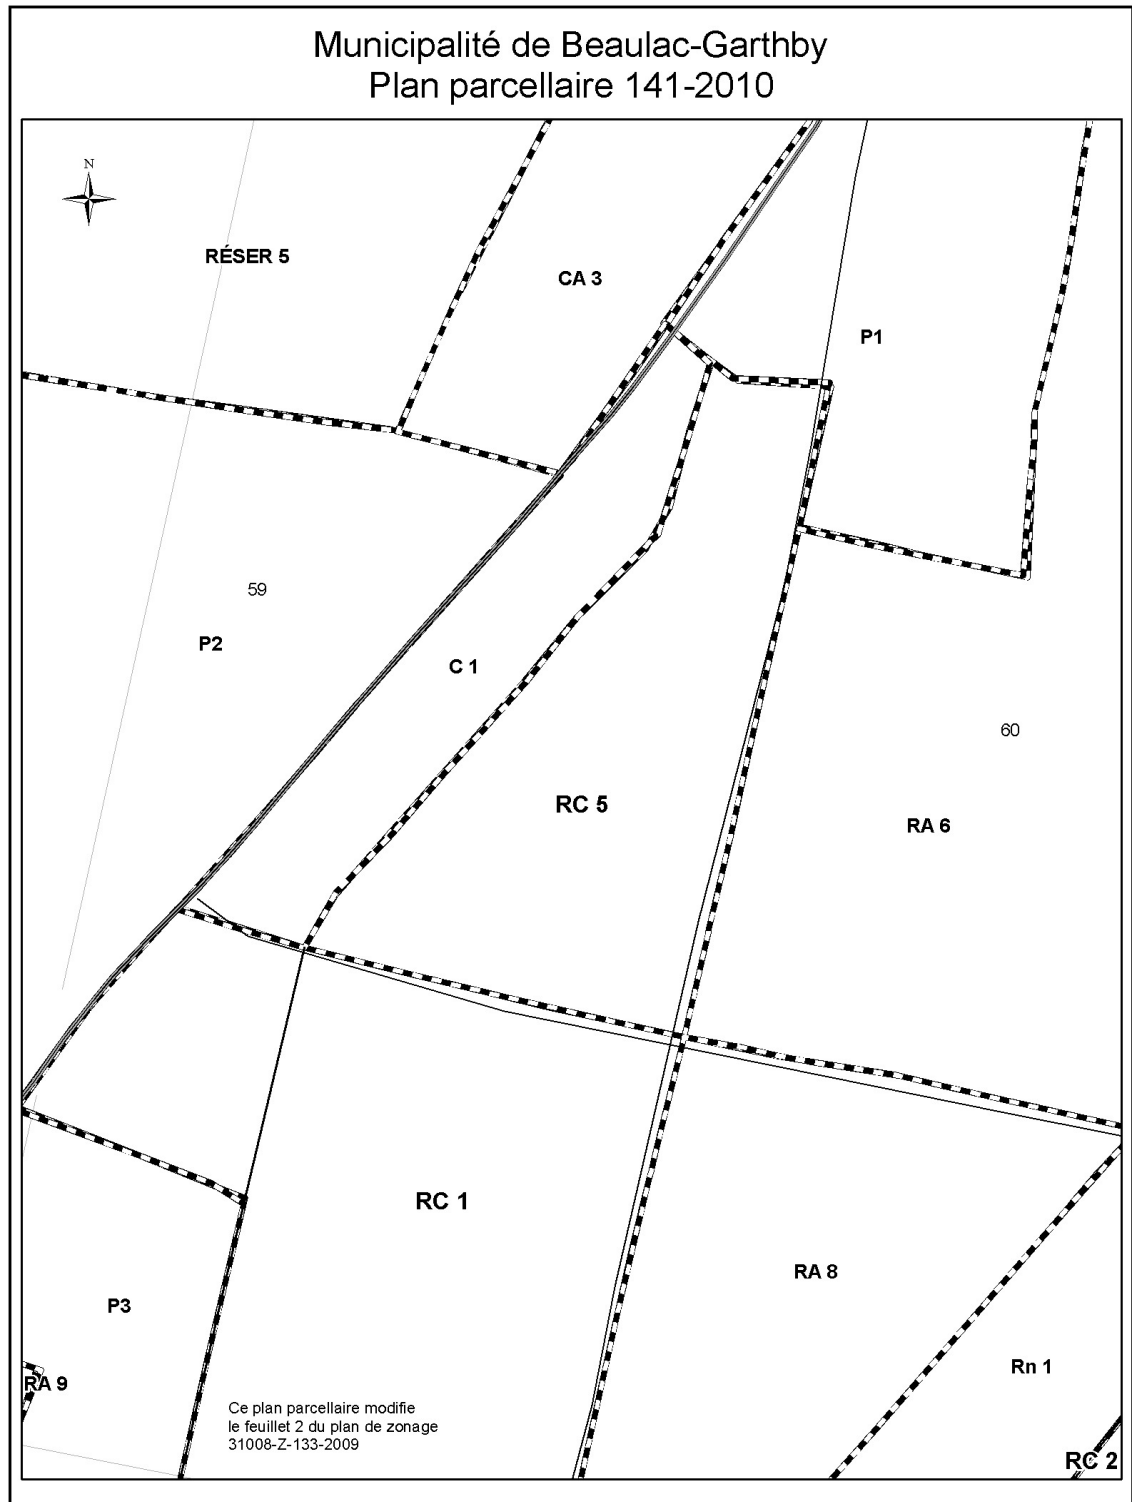 Municipalité de Beaulac-Garthby
Plan parcellaire 141-2010
N
RÉSER 5
CA 3
P1
59
P2
C 1
60
RC 5
RA 6
RC 1
RA 8
P3
Rn 1
RA 9
Ce plan parcellaire modifie
le feuillet 2 du plan de zonage
31008-Z-133-2009
RC 2